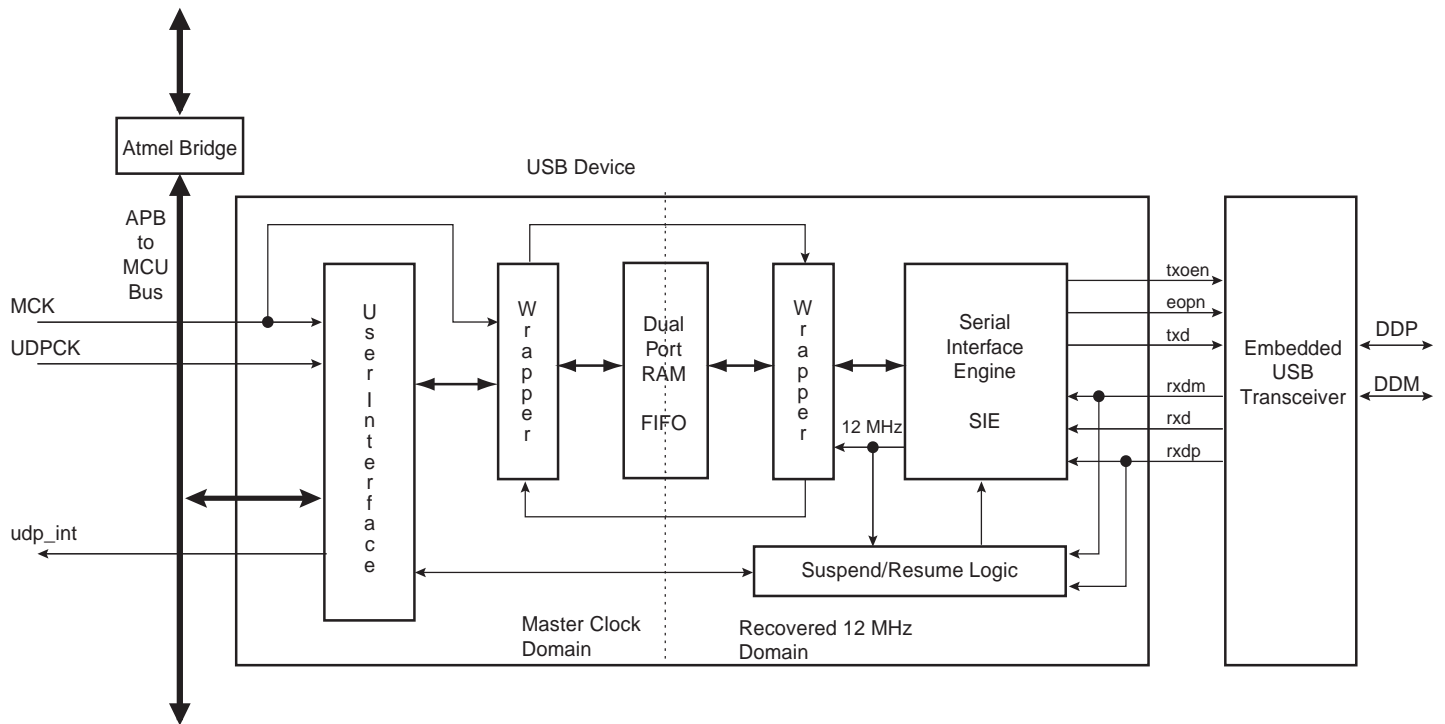 Atmel Bridge
USB Device
APB
to
MCU
Bus
MCK
UDPCK
udp_int
User Interface
Wrapper
Dual
Port
RAM
FIFO
Wrapper
12 MHz
Serial
Interface
Engine
SIE
Suspend/Resume Logic
Master Clock
Domain
Recovered 12 MHz
Domain
txoen
eopn
txd
rxdm
rxd
rxdp
Embedded
USB
Transceiver
DDP
DDM